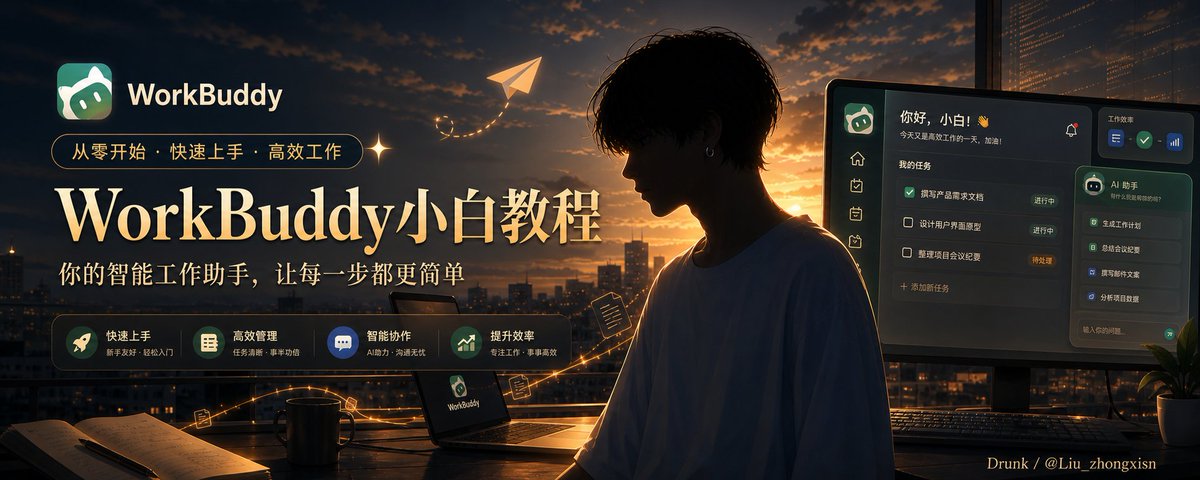 WorkBuddy
从零开始 · 快速上手 · 高效工作
WorkBuddy小白教程
你的智能工作助手，让每一步都更简单
快速上手
新手友好 · 轻松入门
高效管理
任务清晰 · 事半功倍
智能协作
AI助力 · 沟通无忧
提升效率
专注工作 · 事事高效
WorkBuddy
你好，小白！👋
今天又是高效工作的一天，加油！
我的任务
撰写产品需求文档
进行中
设计用户界面原型
进行中
整理项目会议纪要
待处理
+ 添加新任务
工作效率
AI 助手
生成工作计划
总结会议纪要
撰写邮件文案
分析项目数据
输入你的问题...
Drunk / @Liu_zhongxisn